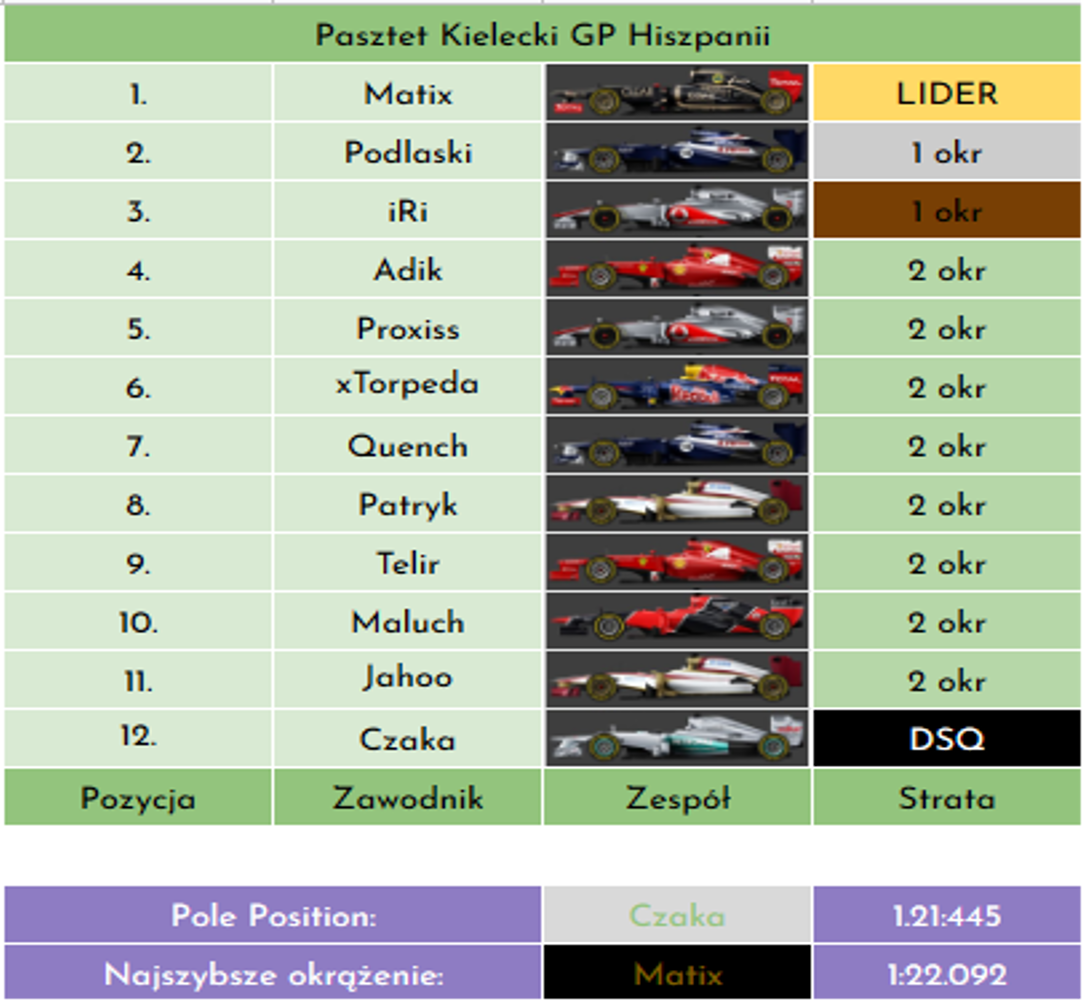 Pasztet Kielecki GP Hiszpanii
1. Matix LIDER
2. Podlaski 1 okr
3. iRi 1 okr
4. Adik 2 okr
5. Proxiss 2 okr
6. xTorpeda 2 okr
7. Quench 2 okr
8. Patryk 2 okr
9. Telir 2 okr
10. Maluch 2 okr
11. Jahoo 2 okr
12. Czaka DSQ
Pozycja Zawodnik Zespół Strata
Pole Position: Czaka 1.21:445
Najszybsze okrążenie: Matix 1:22.092